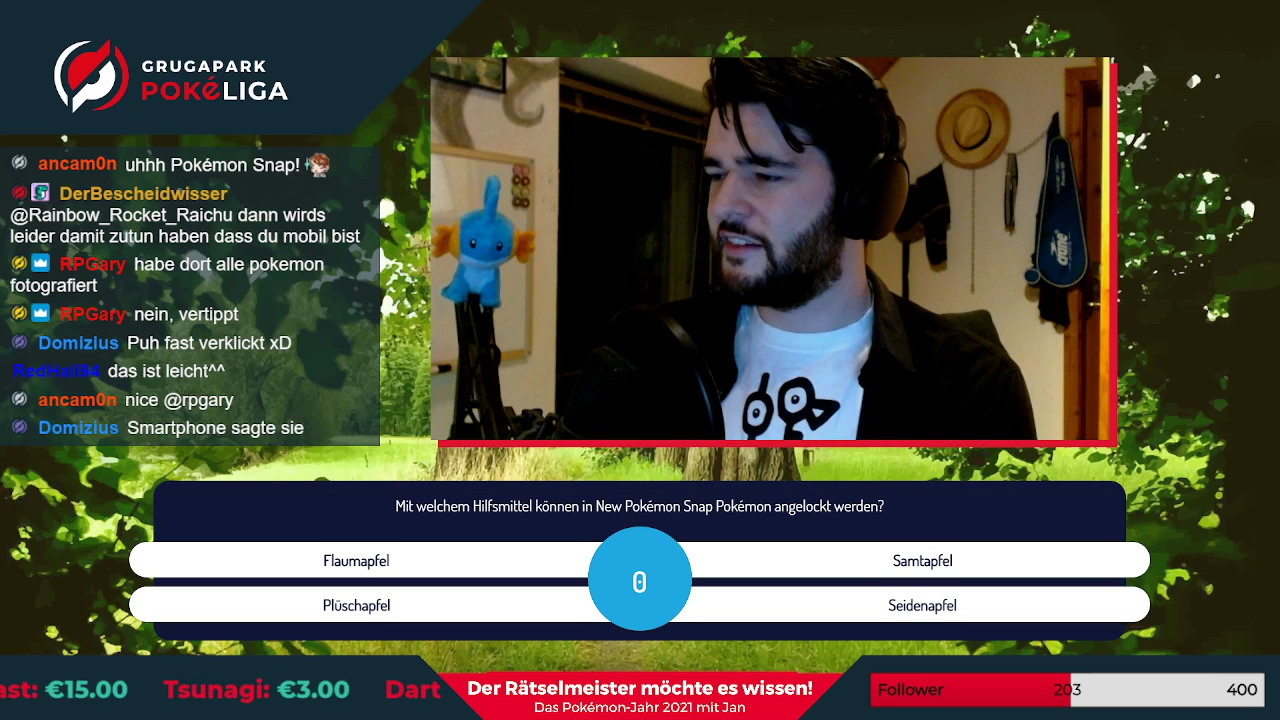 GRUGAPARK
POKéLIGA
ancam0n uhhh Pokémon Snap!
DerBescheidwisser
@Rainbow_Rocket_Raichu dann wirds
leider damit zutun haben dass du mobil bist
RPGary habe dort alle pokemon
fotografiert
RPGary nein, vertippt
Domizius Puh fast verklickt xD
RedHail94 das ist leicht^^
ancam0n nice @rpgary
Domizius Smartphone sagte sie
Mit welchem Hilfsmittel können in New Pokémon Snap Pokémon angelockt werden?
Flaumapfel
Samtapfel
0
Plüschapfel
Seidenapfel
ast: €15.00 Tsunagi: €3.00 Dart
Der Rätselmeister möchte es wissen!
Das Pokémon-Jahr 2021 mit Jan
Follower 203 400